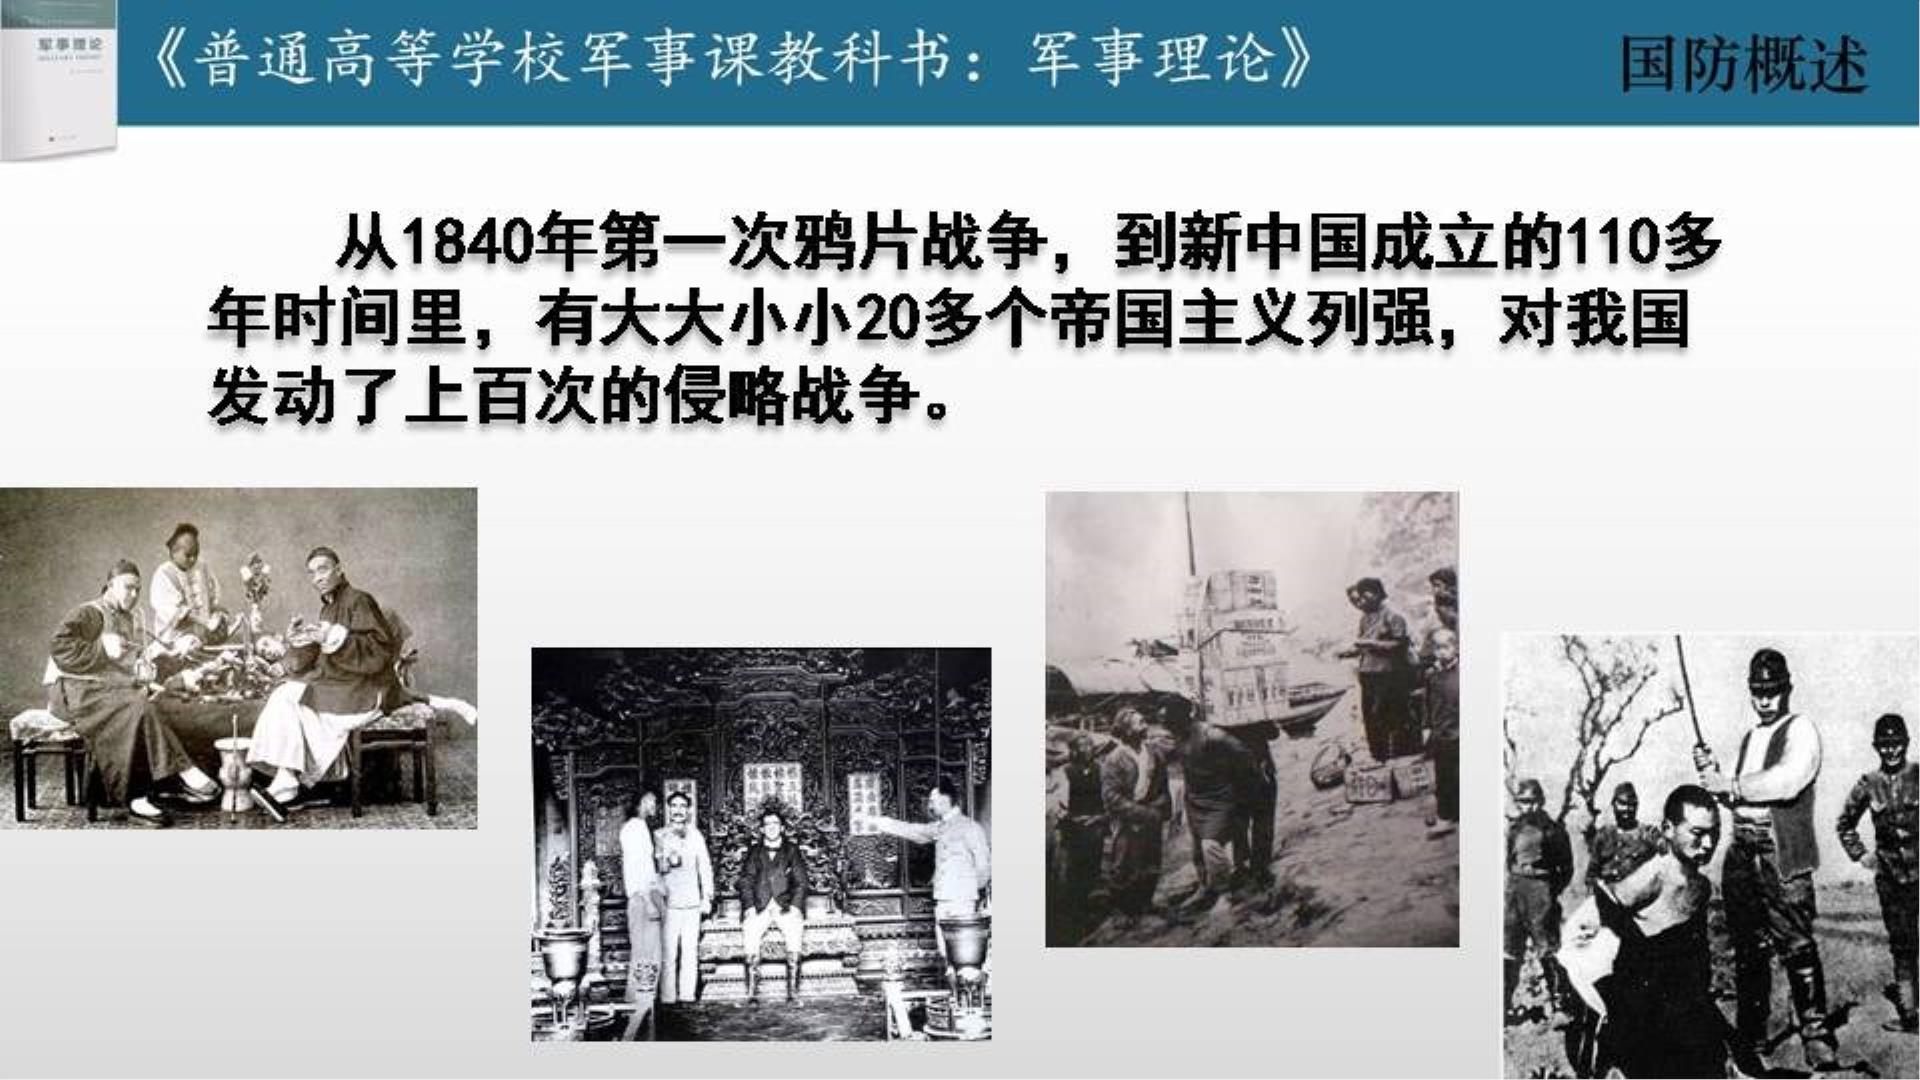 军事理论
《普通高等学校军事课教科书：军事理论》
国防概述
从1840年第一次鸦片战争，到新中国成立的110多
年时间里，有大大小小20多个帝国主义列强，对我国
发动了上百次的侵略战争。